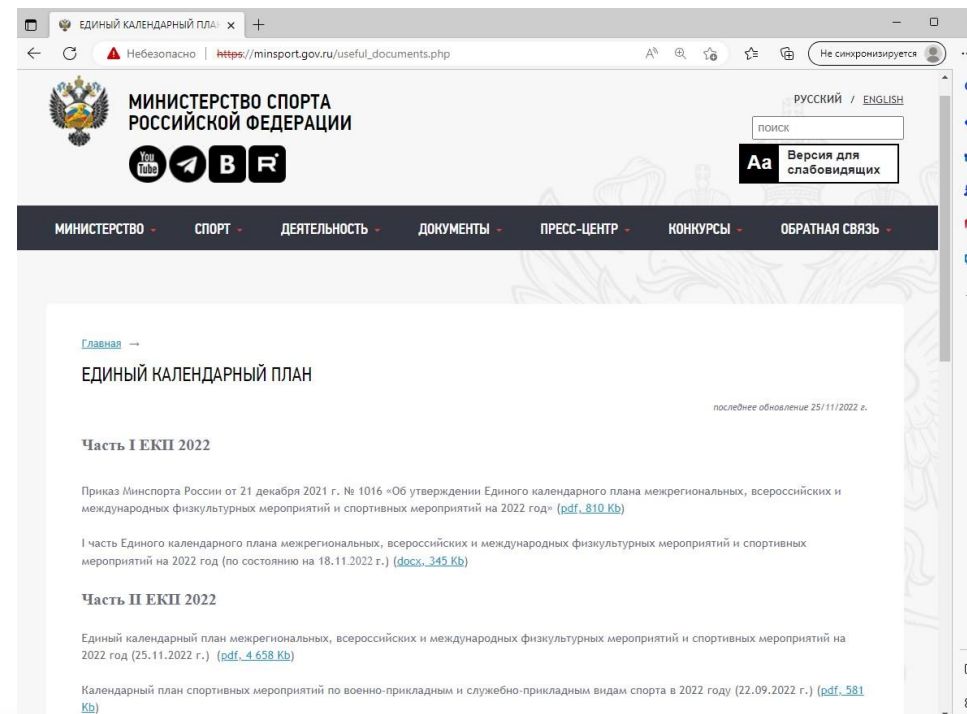 ЕДИНЫЙ КАЛЕНДАРНЫЙ ПЛА
Небезопасно https://minsport.gov.ru/useful_documents.php Не синхронизируется
МИНИСТЕРСТВО СПОРТА
РОССИЙСКОЙ ФЕДЕРАЦИИ
РУССКИЙ / ENGLISH
поиск
You Tube В R
Аа Версия для
слабовидящих
МИНИСТЕРСТВО СПОРТ ДЕЯТЕЛЬНОСТЬ ДОКУМЕНТЫ ПРЕСС-ЦЕНТР КОНКУРСЫ ОБРАТНАЯ СВЯЗЬ
Главная →
ЕДИНЫЙ КАЛЕНДАРНЫЙ ПЛАН
последнее обновление 25/11/2022 г.
Часть I ЕКП 2022
Приказ Минспорта России от 21 декабря 2021 г. № 1016 «Об утверждении Единого календарного плана межрегиональных, всероссийских и
международных физкультурных мероприятий и спортивных мероприятий на 2022 год» (pdf, 810 Kb)
I часть Единого календарного плана межрегиональных, всероссийских и международных физкультурных мероприятий и спортивных
мероприятий на 2022 год (по состоянию на 18.11.2022 г.) (docx, 345 Kb)
Часть II ЕКП 2022
Единый календарный план межрегиональных, всероссийских и международных физкультурных мероприятий и спортивных мероприятий на
2022 год (25.11.2022 г.) (pdf, 4 658 Kb)
Календарный план спортивных мероприятий по военно-прикладным и служебно-прикладным видам спорта в 2022 году (22.09.2022 г.) (pdf, 581
Kb)